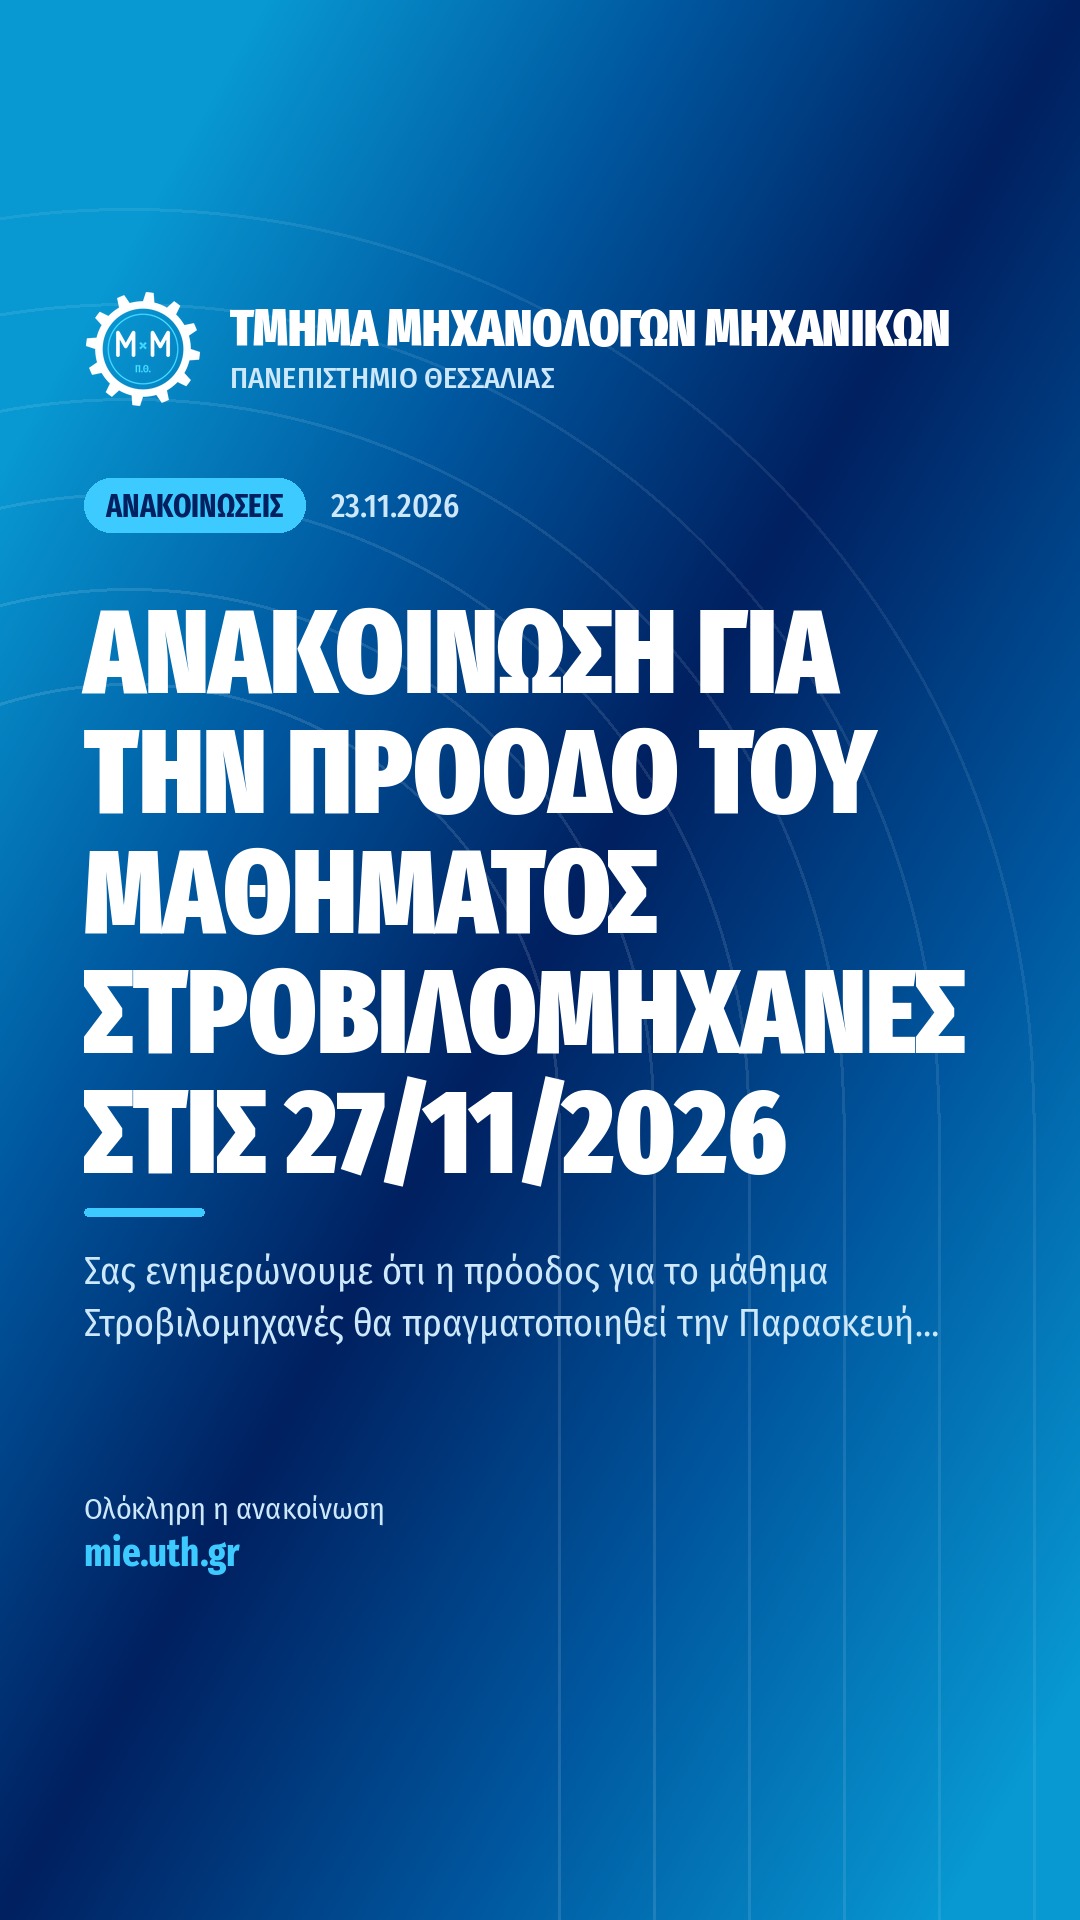 Μ×Μ
Π.Θ.
ΤΜΗΜΑ ΜΗΧΑΝΟΛΟΓΩΝ ΜΗΧΑΝΙΚΩΝ
ΠΑΝΕΠΙΣΤΗΜΙΟ ΘΕΣΣΑΛΙΑΣ
ΑΝΑΚΟΙΝΩΣΕΙΣ 23.11.2026
ΑΝΑΚΟΙΝΩΣΗ ΓΙΑ
ΤΗΝ ΠΡΟΟΔΟ ΤΟΥ
ΜΑΘΗΜΑΤΟΣ
ΣΤΡΟΒΙΛΟΜΗΧΑΝΕΣ
ΣΤΙΣ 27/11/2026
Σας ενημερώνουμε ότι η πρόοδος για το μάθημα
Στροβιλομηχανές θα πραγματοποιηθεί την Παρασκευή...
Ολόκληρη η ανακοίνωση
mie.uth.gr